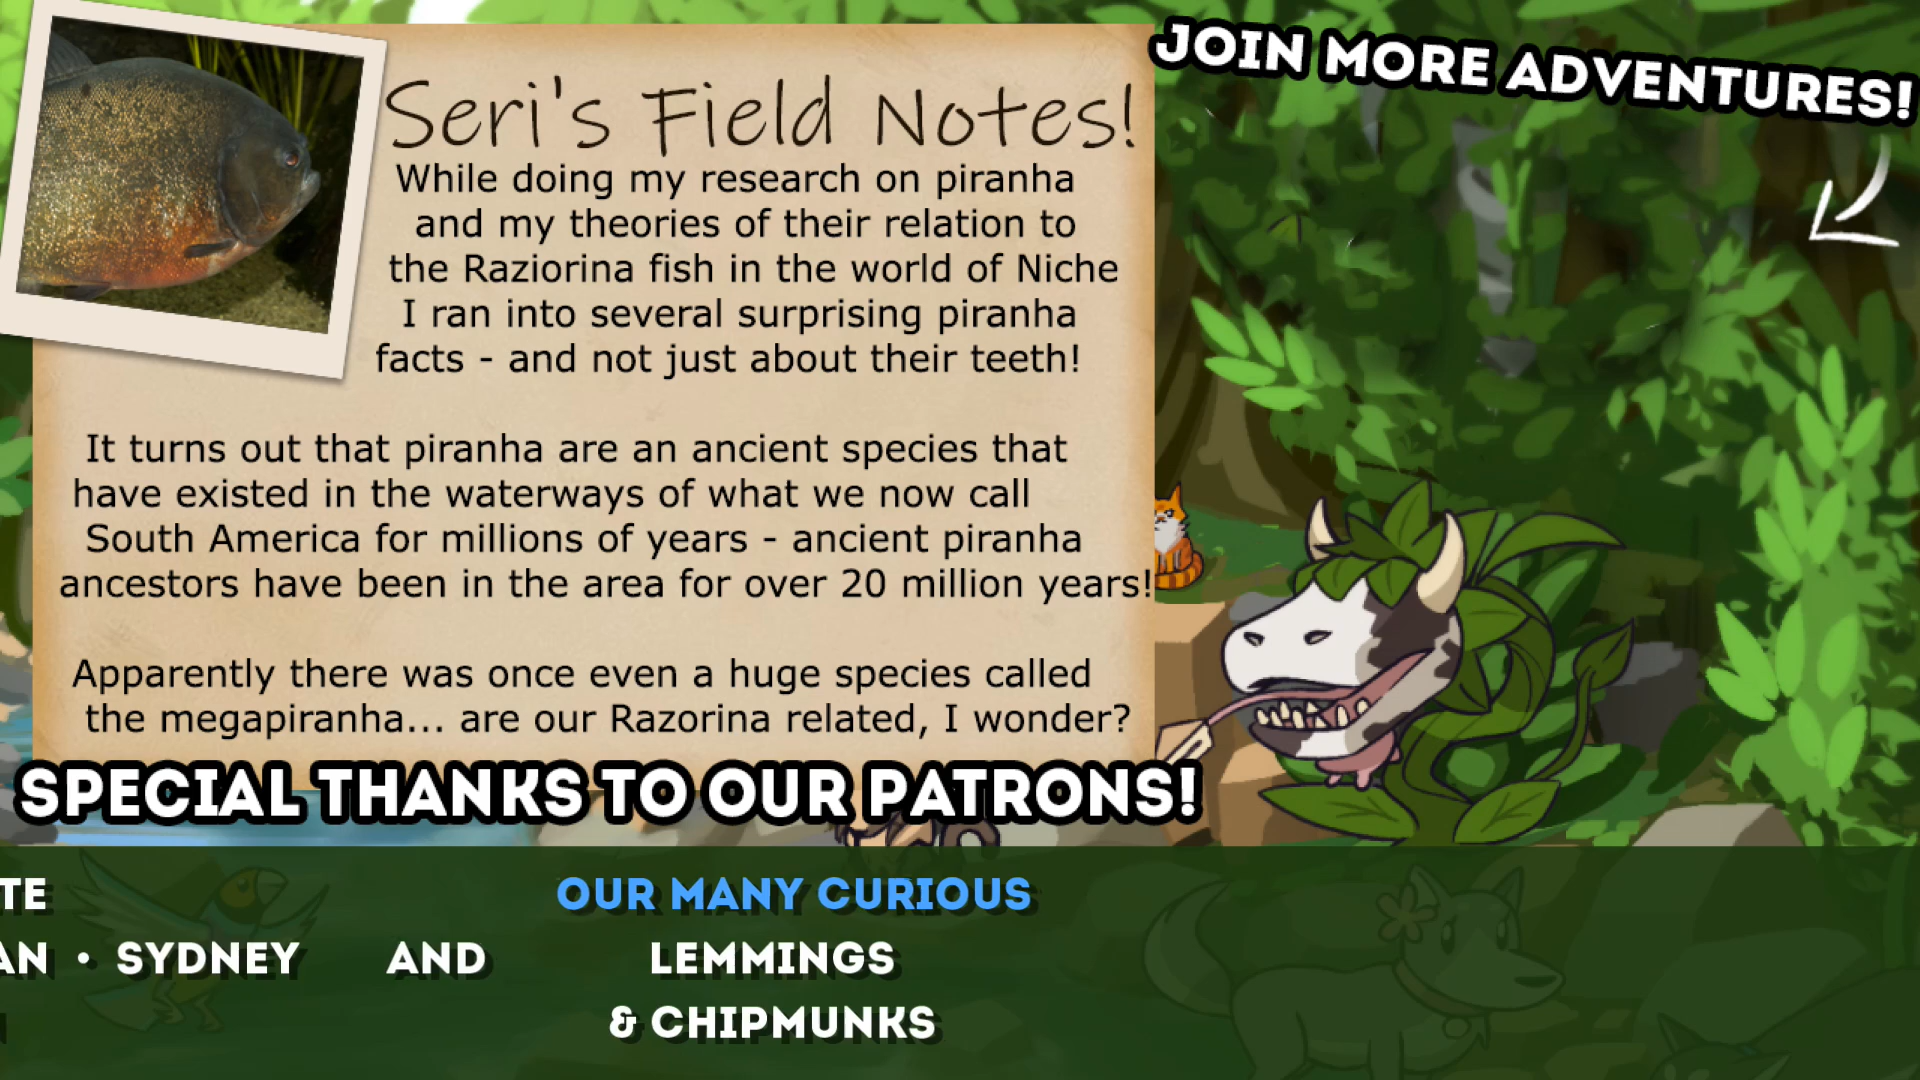 JOIN MORE ADVENTURES!
Seri's Field Notes!
While doing my research on piranha
and my theories of their relation to
the Raziorina fish in the world of Niche
I ran into several surprising piranha
facts - and not just about their teeth!
It turns out that piranha are an ancient species that
have existed in the waterways of what we now call
South America for millions of years - ancient piranha
ancestors have been in the area for over 20 million years!
Apparently there was once even a huge species called
the megapiranha... are our Razorina related, I wonder?
SPECIAL THANKS TO OUR PATRONS!
TE
OUR MANY CURIOUS
AN • SYDNEY AND LEMMINGS
& CHIPMUNKS